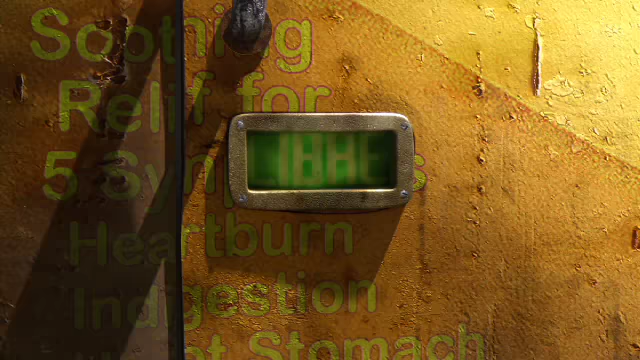 Soothing
Relief for
5
Heartburn
Indigestion
Stomach